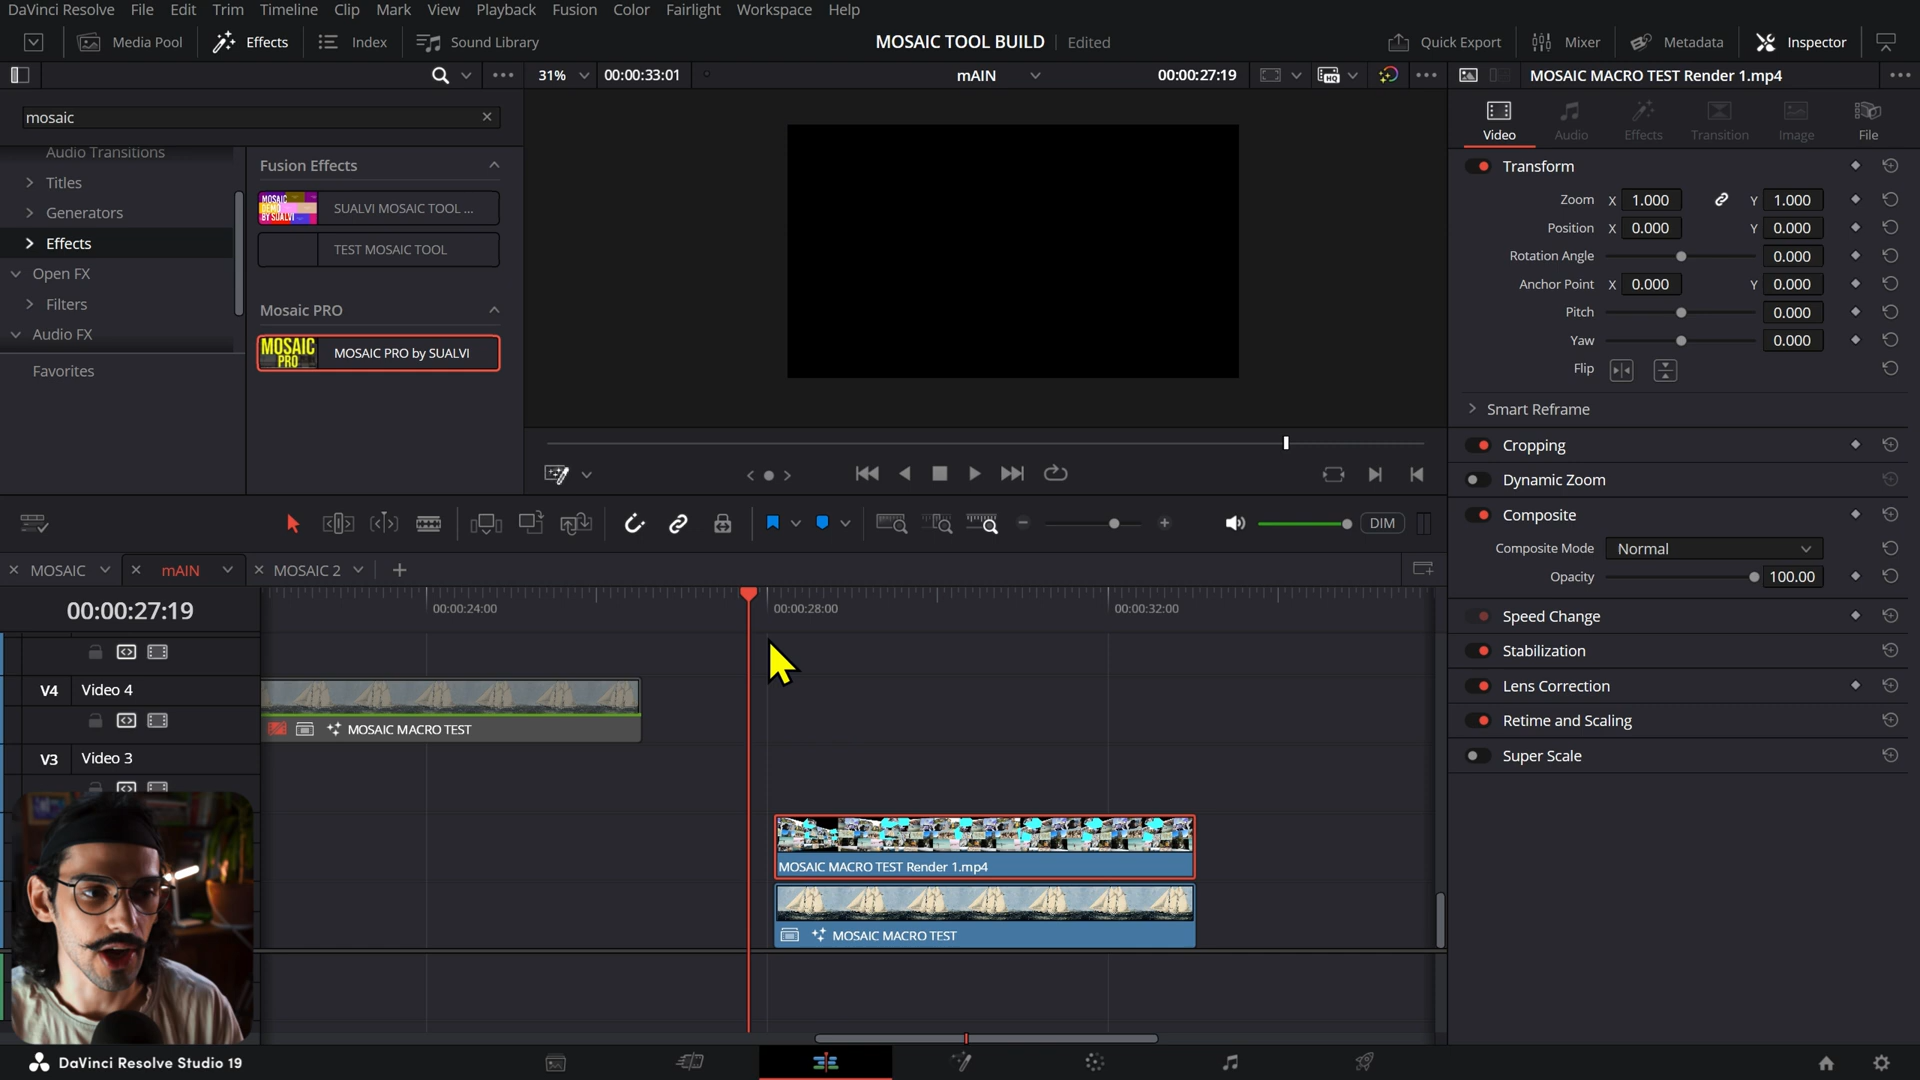 DaVinci Resolve File Edit Trim Timeline Clip Mark View Playback Fusion Color Fairlight Workspace Help
Media Pool Effects Index Sound Library MOSAIC TOOL BUILD Edited Quick Export Mixer Metadata Inspector
31% 00:00:33:01 mAIN 00:00:27:19 MOSAIC MACRO TEST Render 1.mp4
mosaic
Audio Transitions
Titles
Generators
Effects
Open FX
Filters
Audio FX
Favorites
Fusion Effects
MOSAIC
DEMO
BY SUALVI
SUALVI MOSAIC TOOL ...
TEST MOSAIC TOOL
Mosaic PRO
MOSAIC
PRO
MOSAIC PRO by SUALVI
Video Audio Effects Transition Image File
Transform
Zoom X 1.000 Y 1.000
Position X 0.000 Y 0.000
Rotation Angle 0.000
Anchor Point X 0.000 Y 0.000
Pitch 0.000
Yaw 0.000
Flip
Smart Reframe
Cropping
Dynamic Zoom
Composite
Composite Mode Normal
Opacity 100.00
Speed Change
Stabilization
Lens Correction
Retime and Scaling
Super Scale
DIM
MOSAIC mAIN MOSAIC 2
00:00:27:19
00:00:24:00 00:00:28:00 00:00:32:00
V4 Video 4
MOSAIC MACRO TEST
V3 Video 3
MOSAIC MACRO TEST Render 1.mp4
MOSAIC MACRO TEST
DaVinci Resolve Studio 19